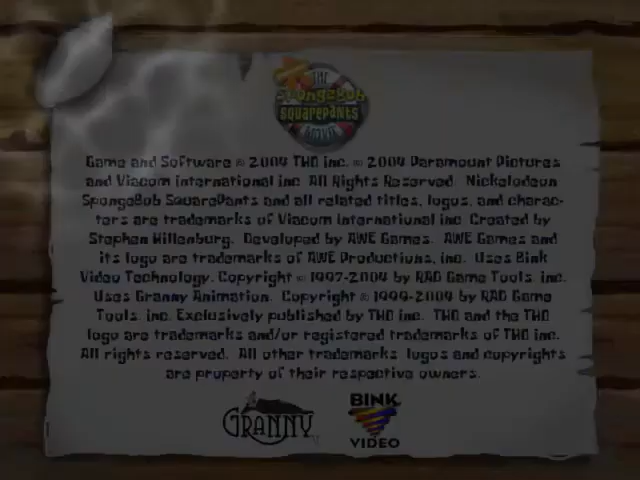 THE
SpongeBob
SQUAREPANTS
MOVIE
Game and Software © 2004 THQ Inc. © 2004 Paramount Pictures
and Viacom International Inc. All Rights Reserved. Nickelodeon
SpongeBob SquarePants and all related titles, logos, and charac-
ters are trademarks of Viacom International Inc. Created by
Stephen Hillenburg. Developed by AWE Games. AWE Games and
its logo are trademarks of AWE Productions, Inc. Uses Bink
Video Technology. Copyright © 1997-2004 by RAD Game Tools, Inc.
Uses Granny Animation. Copyright © 1999-2004 by RAD Game
Tools, Inc. Exclusively published by THQ Inc. THQ and the THQ
logo are trademarks and/or registered trademarks of THQ Inc.
All rights reserved. All other trademarks logos and copyrights
are property of their respective owners.
GRANNY
BINK
VIDEO